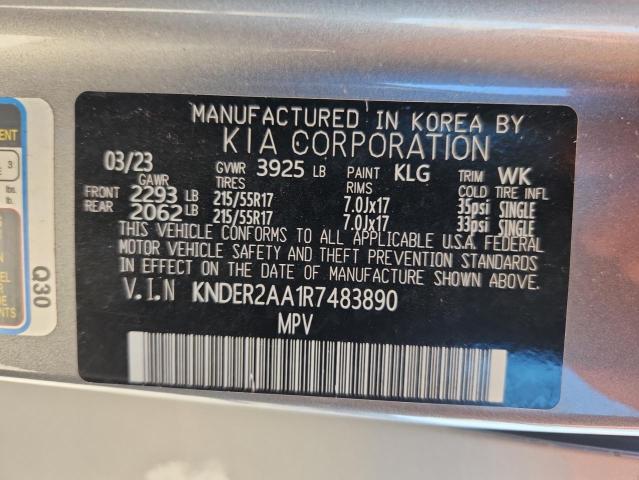 MANUFACTURED IN KOREA BY
KIA CORPORATION
03/23 GVWR 3925 LB PAINT KLG TRIM WK
GAWR TIRES COLD TIRE INFL
FRONT 2293 LB 215/55R17 7.0Jx17 35psi SINGLE
REAR 2062 LB 215/55R17 7.0Jx17 33psi SINGLE
THIS VEHICLE CONFORMS TO ALL APPLICABLE U.S.A. FEDERAL
MOTOR VEHICLE SAFETY AND THEFT PREVENTION STANDARDS
IN EFFECT ON THE DATE OF MANUFACTURE SHOWN ABOVE.
V.I.N KNDER2AA1R7483890
MPV
Q30
3
lbs.
lb.